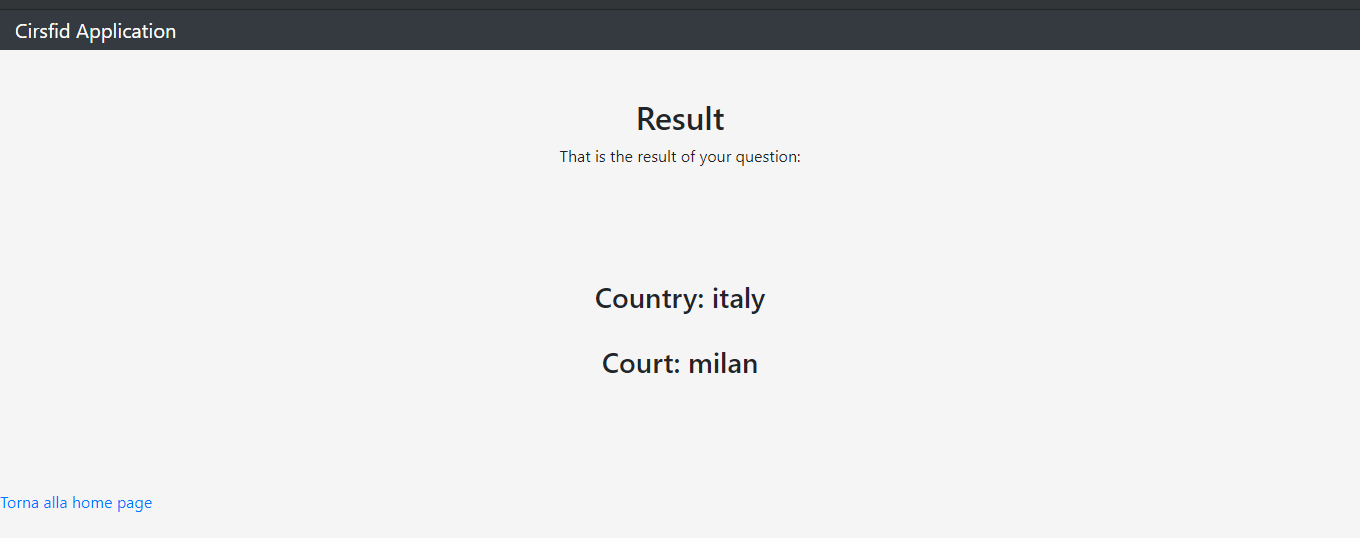 Cirsfid Application
Result
That is the result of your question:
Country: italy
Court: milan
Torna alla home page